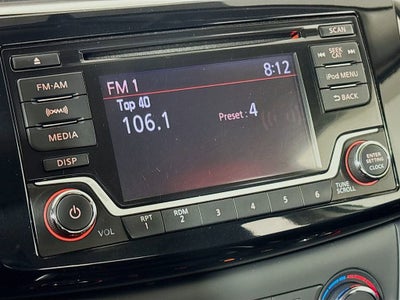 SCAN
FM·AM
MEDIA
DISP
VOL
FM 1
8:12
Top 40
106.1
Preset : 4
SEEK
CAT
iPod MENU
BACK
ENTER
SETTING
CLOCK
TUNE
SCROLL
RPT
1
RDM
2
3
4
5
6